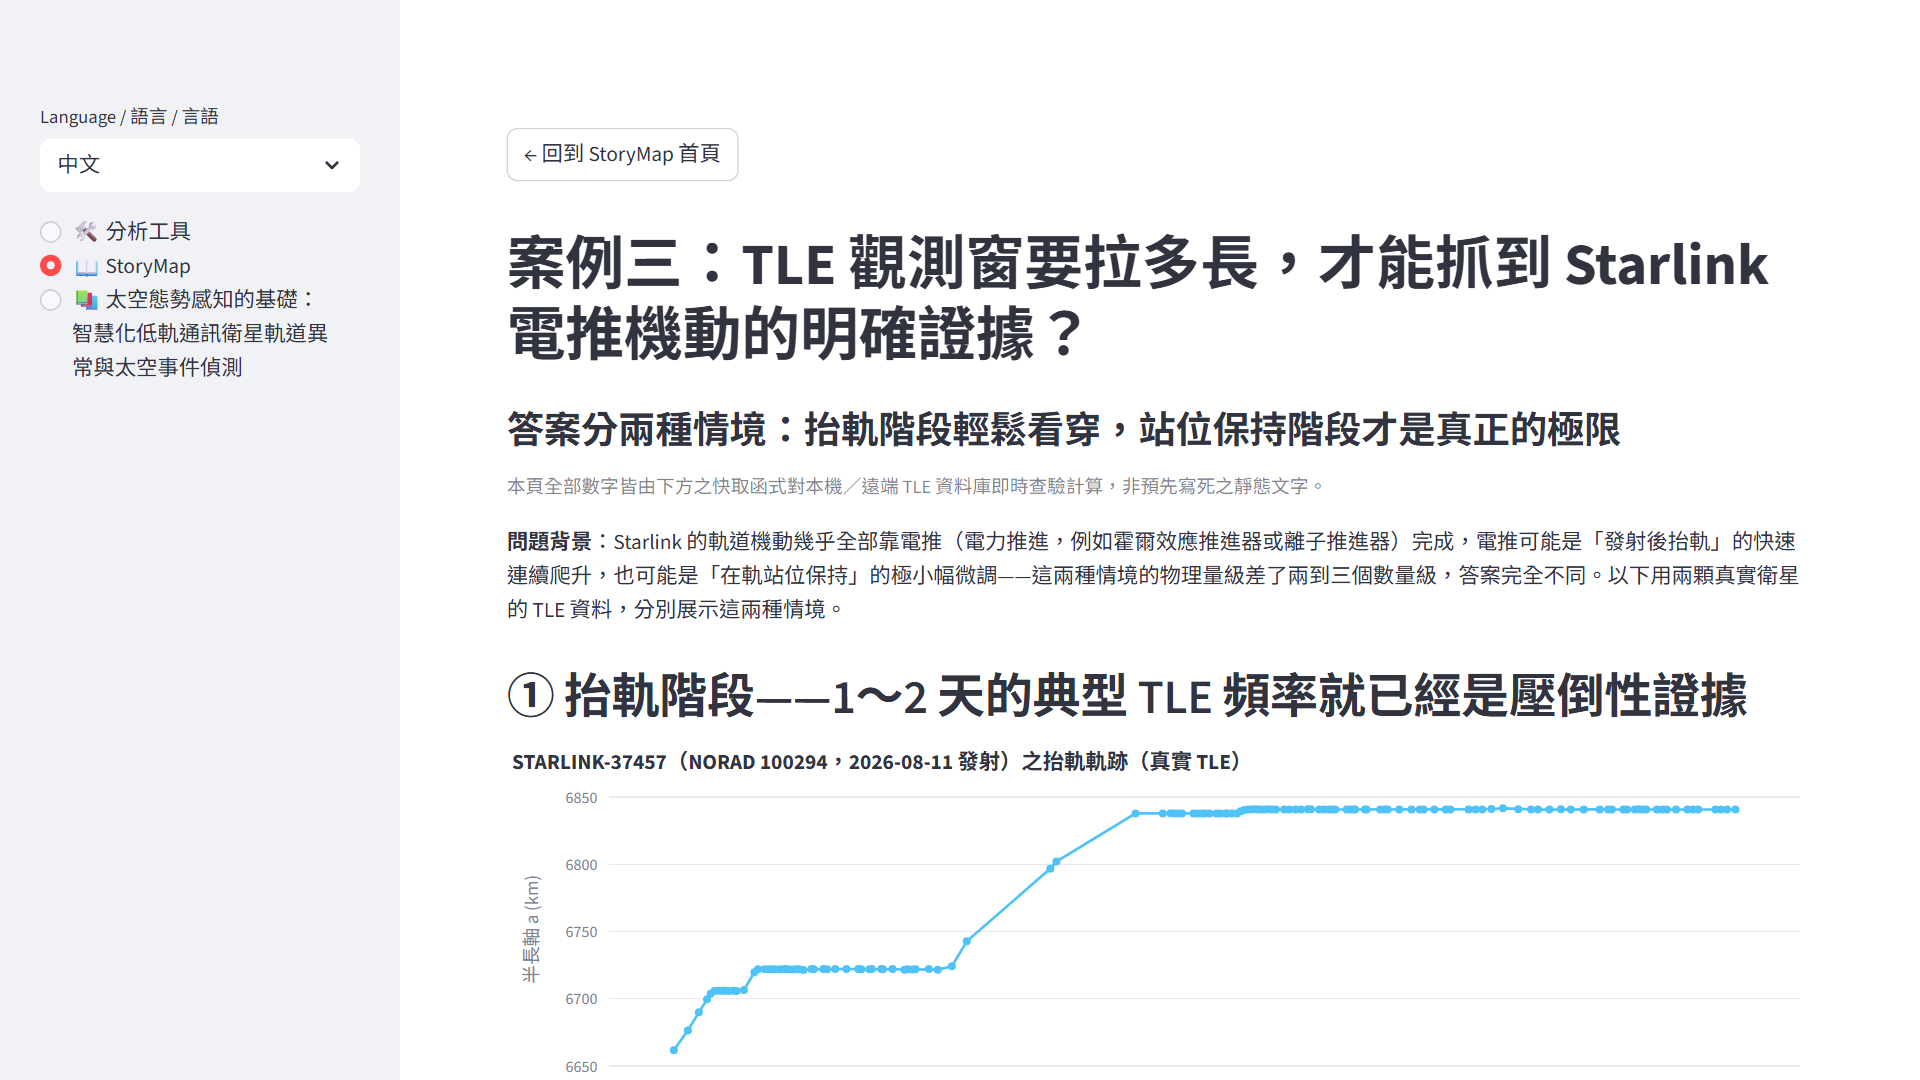 Language / 語言 / 言語
中文
分析工具
StoryMap
太空態勢感知的基礎：
智慧化低軌通訊衛星軌道異
常與太空事件偵測
← 回到 StoryMap 首頁
案例三：TLE 觀測窗要拉多長，才能抓到 Starlink
電推機動的明確證據？
答案分兩種情境：抬軌階段輕鬆看穿，站位保持階段才是真正的極限
本頁全部數字皆由下方之快取函式對本機／遠端 TLE 資料庫即時查驗計算，非預先寫死之靜態文字。
問題背景：Starlink 的軌道機動幾乎全部靠電推（電力推進，例如霍爾效應推進器或離子推進器）完成，電推可能是「發射後抬軌」的快速
連續爬升，也可能是「在軌站位保持」的極小幅微調——這兩種情境的物理量級差了兩到三個數量級，答案完全不同。以下用兩顆真實衛星
的 TLE 資料，分別展示這兩種情境。
① 抬軌階段——1～2 天的典型 TLE 頻率就已經是壓倒性證據
STARLINK-37457（NORAD 100294，2026-08-11 發射）之抬軌軌跡（真實 TLE）
6850
6800
6750
6700
6650
半長軸 a (km)